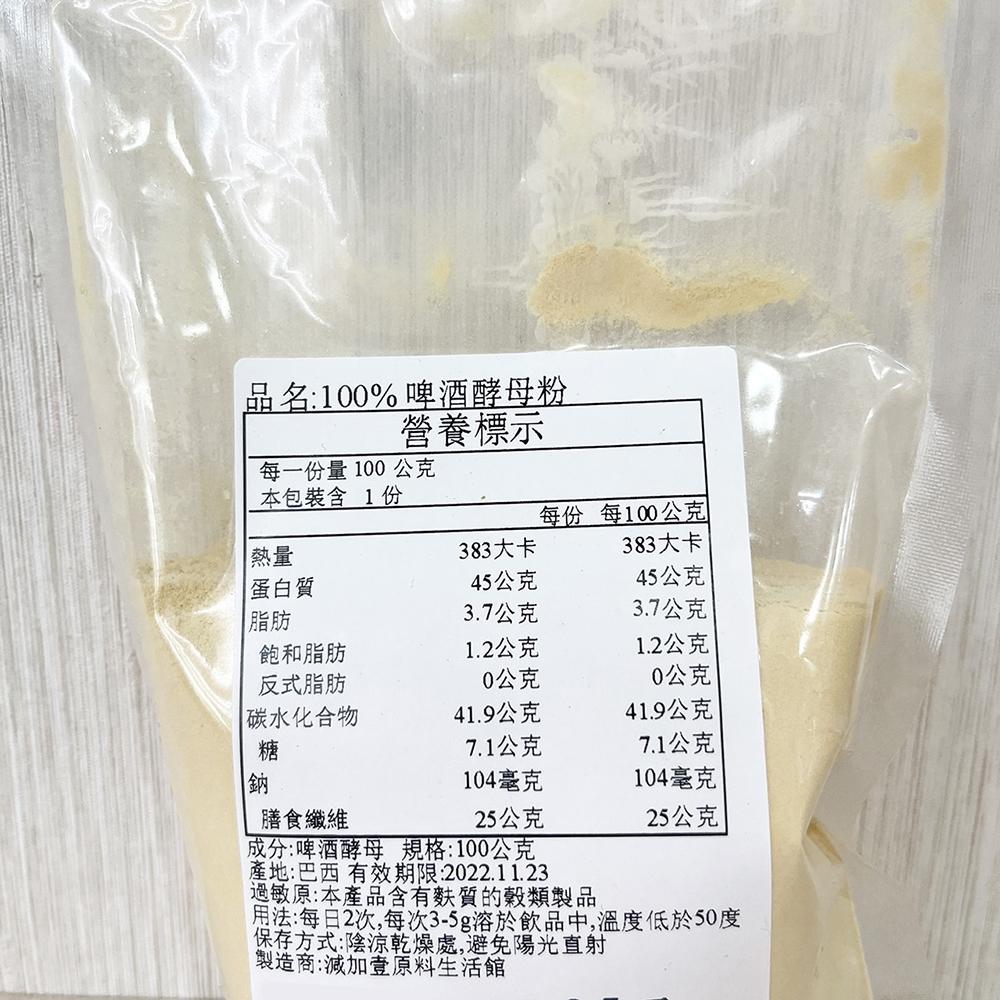 品名:100% 啤酒酵母粉
營養標示
每一份量 100 公克
本包裝含 1 份
每份 每100公克
熱量 383大卡 383大卡
蛋白質 45公克 45公克
脂肪 3.7公克 3.7公克
飽和脂肪 1.2公克 1.2公克
反式脂肪 0公克 0公克
碳水化合物 41.9公克 41.9公克
糖 7.1公克 7.1公克
鈉 104毫克 104毫克
膳食纖維 25公克 25公克
成分:啤酒酵母 規格:100公克
產地:巴西 有效期限:2022.11.23
過敏原:本產品含有麩質的穀類製品
用法:每日2次,每次3-5g溶於飲品中,溫度低於50度
保存方式:陰涼乾燥處,避免陽光直射
製造商:減加壹原料生活館